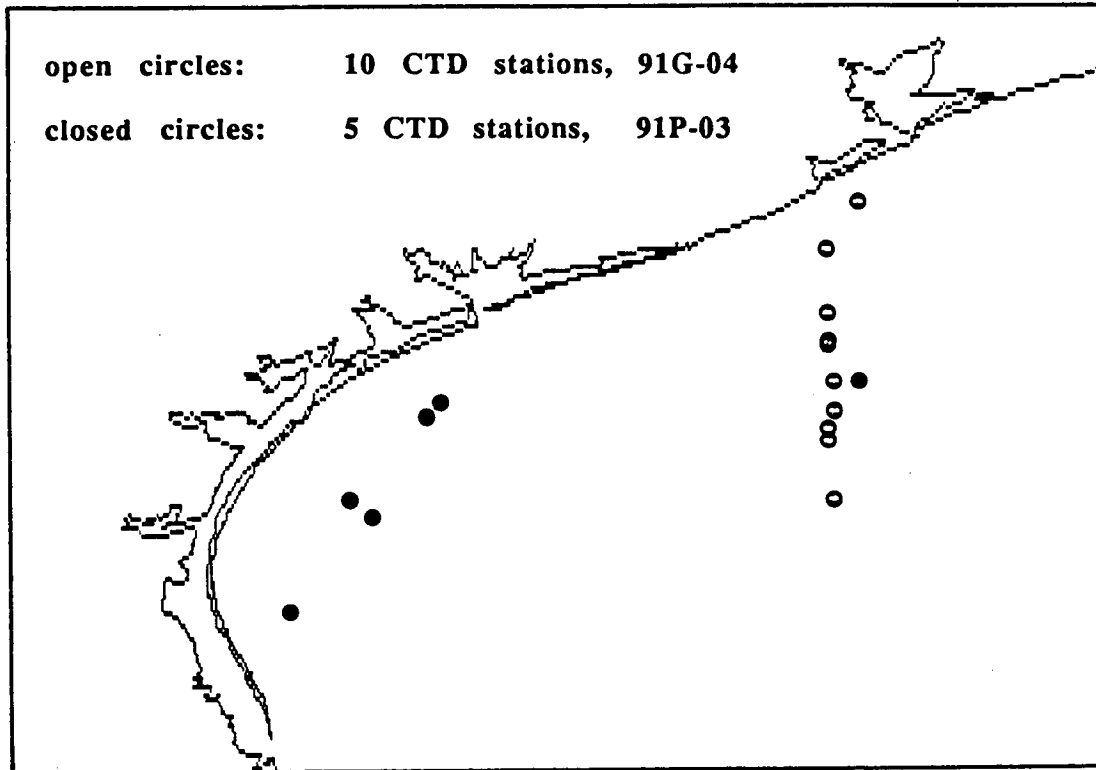 open circles: 10 CTD stations, 91G-04
closed circles: 5 CTD stations, 91P-03